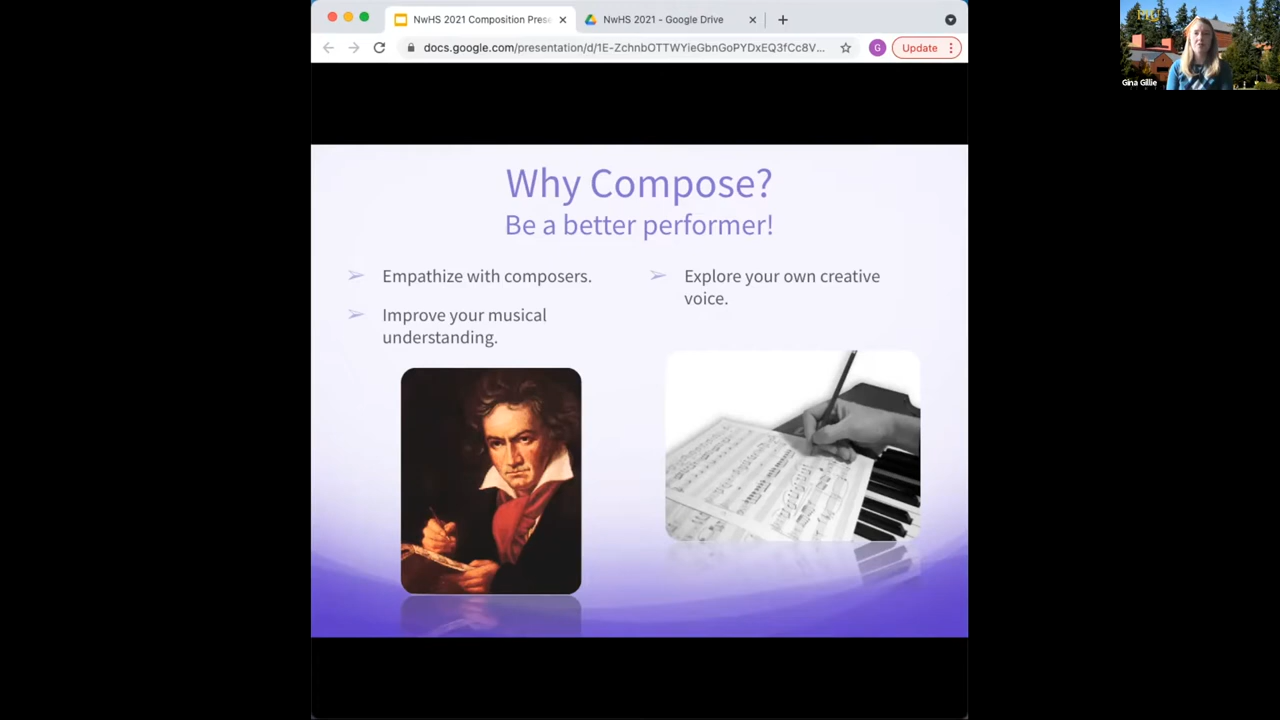 NwHS 2021 Composition Prese
NwHS 2021 - Google Drive
docs.google.com/presentation/d/1E-ZchnbOTTWYieGbnGoPYDxEQ3fCc8V...
G
Update
Gina Gillie
Why Compose?
Be a better performer!
Empathize with composers.
Improve your musical
understanding.
Explore your own creative
voice.